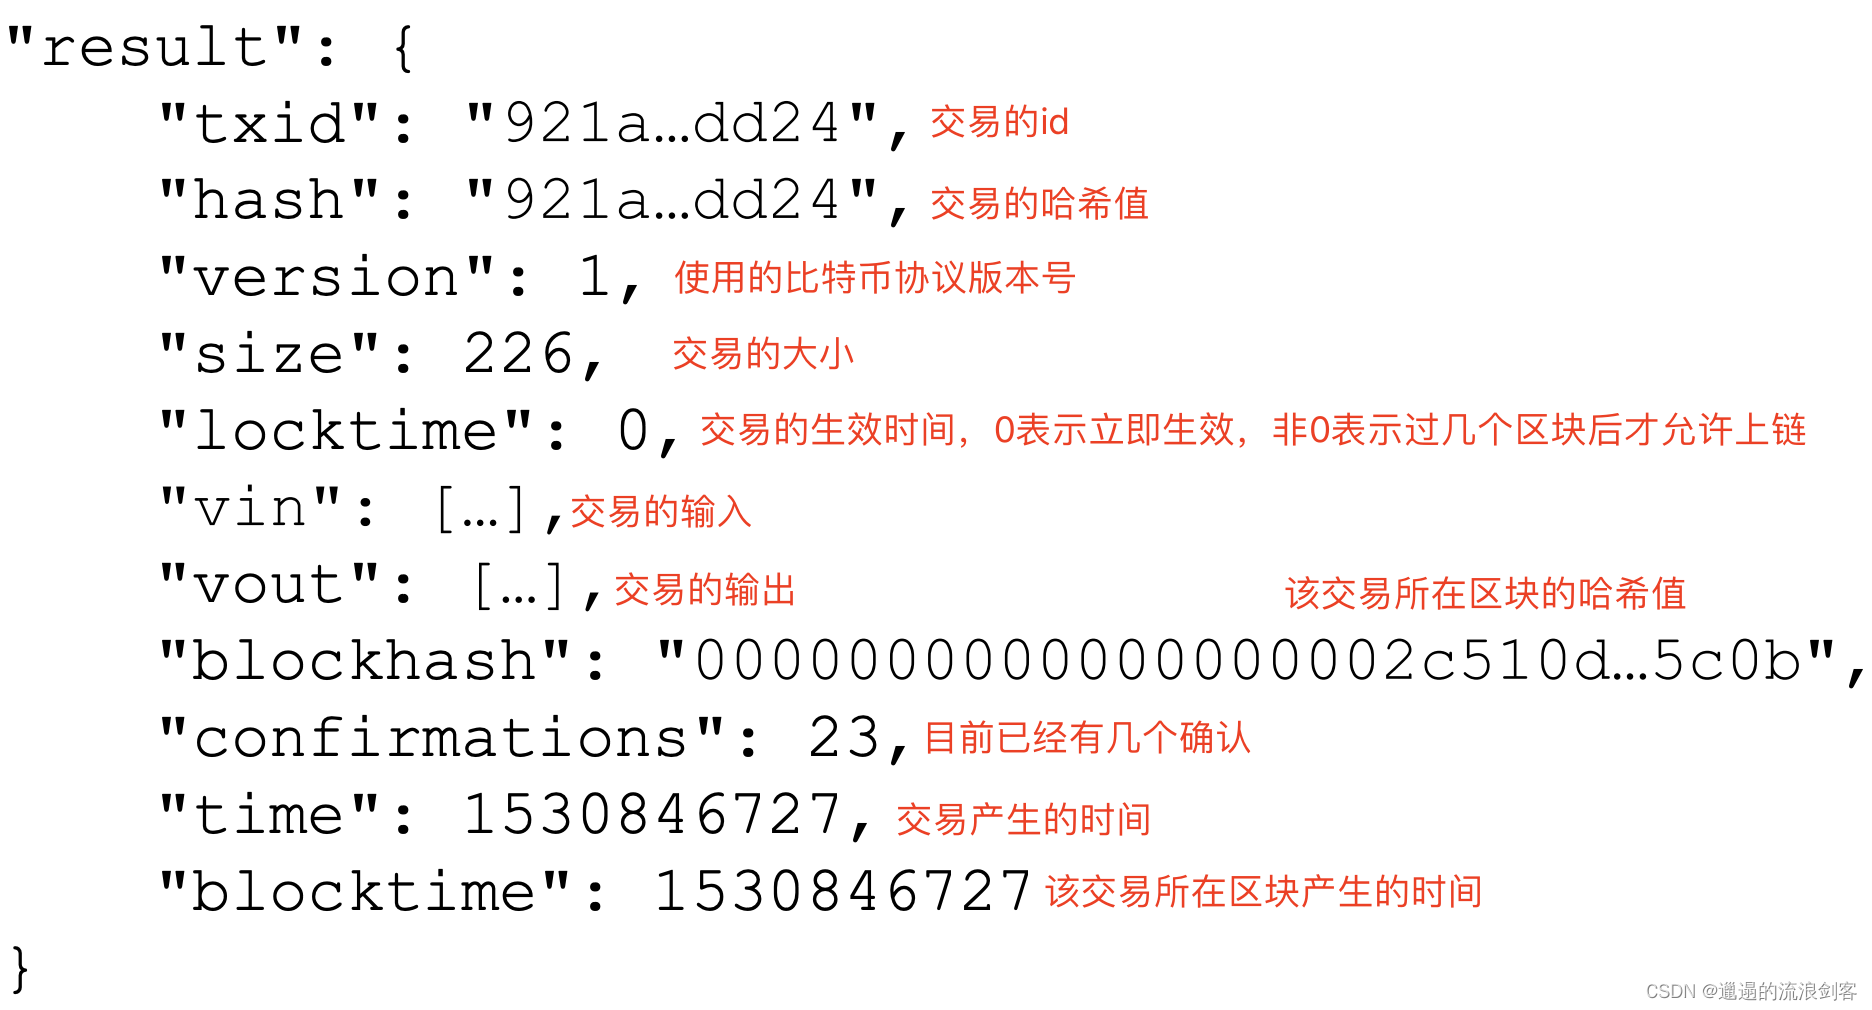 "result": {
"txid": "921a…dd24", 交易的id
"hash": "921a…dd24", 交易的哈希值
"version": 1, 使用的比特币协议版本号
"size": 226, 交易的大小
"locktime": 0, 交易的生效时间，0表示立即生效，非0表示过几个区块后才允许上链
"vin": […], 交易的输入
"vout": […], 交易的输出 该交易所在区块的哈希值
"blockhash": "0000000000000000002c510d…5c0b",
"confirmations": 23, 目前已经有几个确认
"time": 1530846727, 交易产生的时间
"blocktime": 1530846727 该交易所在区块产生的时间
}
CSDN @邋遢的流浪剑客